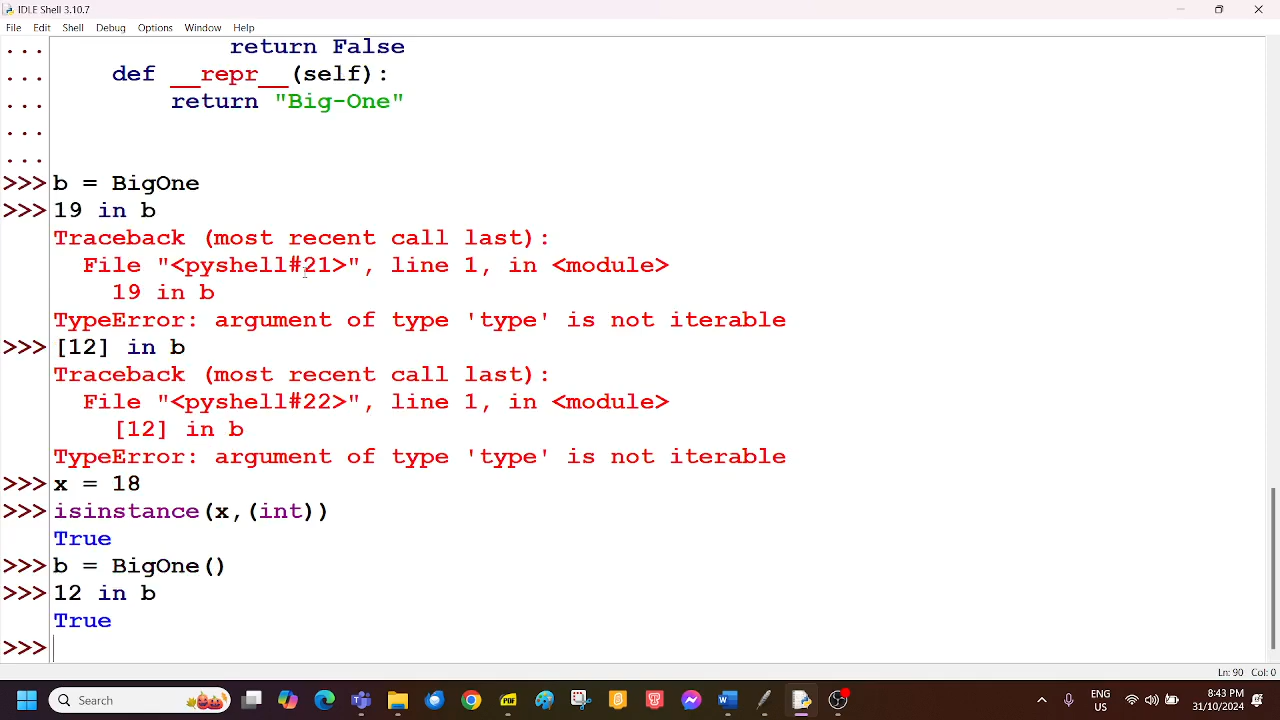 IDLE Shell 3.10.7
File Edit Shell Debug Options Window Help
...             return False
...     def __repr__(self):
...         return "Big-One"
...
...
>>> b = BigOne
>>> 19 in b
Traceback (most recent call last):
  File "<pyshell#21>", line 1, in <module>
    19 in b
TypeError: argument of type 'type' is not iterable
>>> [12] in b
Traceback (most recent call last):
  File "<pyshell#22>", line 1, in <module>
    [12] in b
TypeError: argument of type 'type' is not iterable
>>> x = 18
>>> isinstance(x,(int))
True
>>> b = BigOne()
>>> 12 in b
True
>>>
Ln: 90 Col: 0
Search
PDF
ENG
US
8:43 PM
31/10/2024